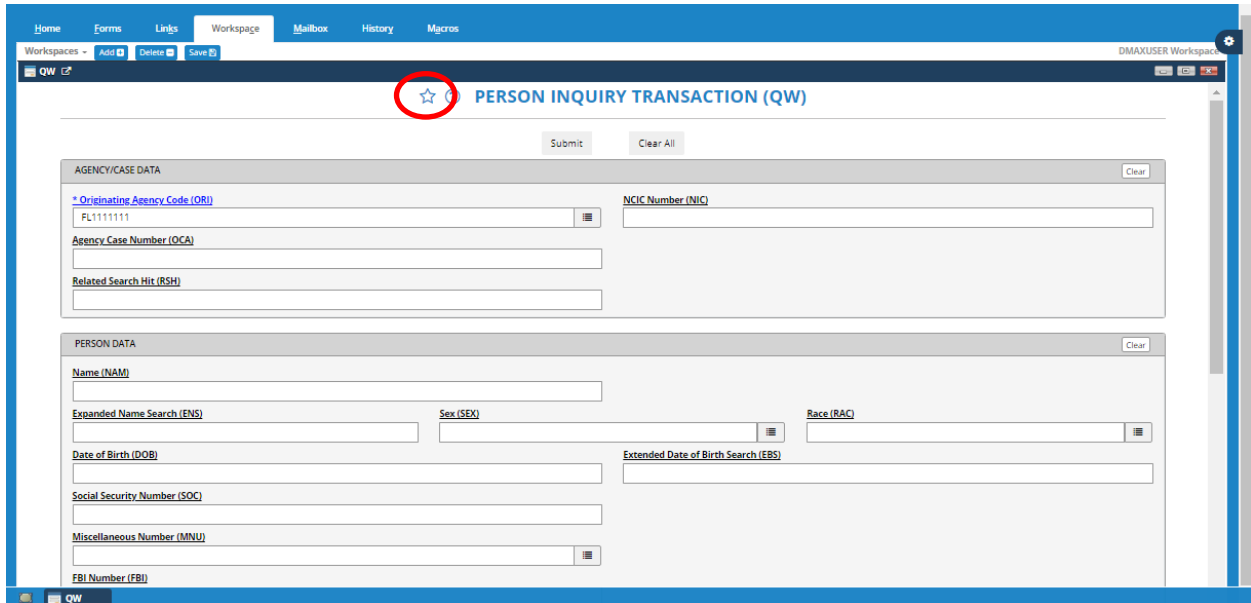 Home Forms Links Workspace Mailbox History Macros
Workspaces Add Delete Save DMAXUSER Workspace
QW
PERSON INQUIRY TRANSACTION (QW)
Submit Clear All
AGENCY/CASE DATA Clear
* Originating Agency Code (ORI) NCIC Number (NIC)
FL1111111
Agency Case Number (OCA)
Related Search Hit (RSH)
PERSON DATA Clear
Name (NAM)
Expanded Name Search (ENS) Sex (SEX) Race (RAC)
Date of Birth (DOB) Extended Date of Birth Search (EBS)
Social Security Number (SOC)
Miscellaneous Number (MNU)
FBI Number (FBI)
QW